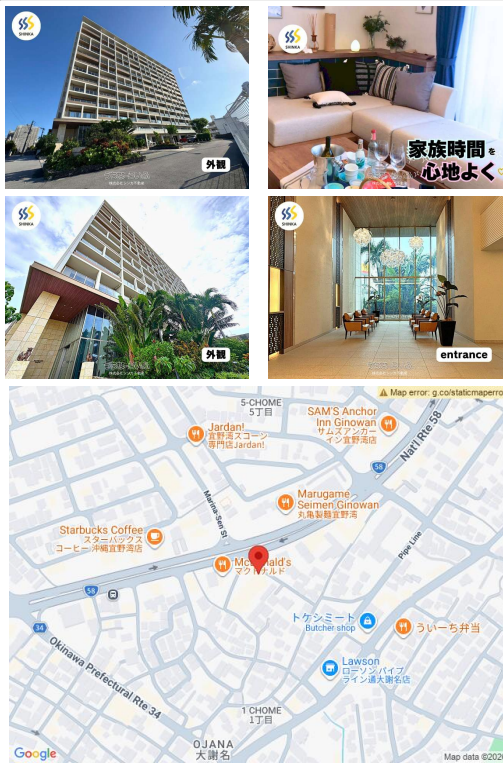 SHINKA
外観
SHINKA
家族時間を
心地よく
SHINKA
外観
SHINKA
entrance
Map error: g.co/staticmaperro
5-CHOME
5丁目
SAM'S Anchor
Inn Ginowan
サムズアンカー
イン宜野湾店
Nat'l Rte 58
Jardan!
宜野湾スコーン
専門店Jardan!
58
Marina-Sen St
Marugame
Seimen Ginowan
丸亀製麺宜野湾
Starbucks Coffee
スターバックス
コーヒー 沖縄宜野湾店
Pipe Line
McDonald's
マクドナルド
58
34
トケシミート
Butcher shop
ういーち弁当
Okinawa Prefectural Rte 34
Lawson
ローソン パイプ
ライン通大謝名店
1 CHOME
1丁目
OJANA
大謝名
Google
Map data ©202